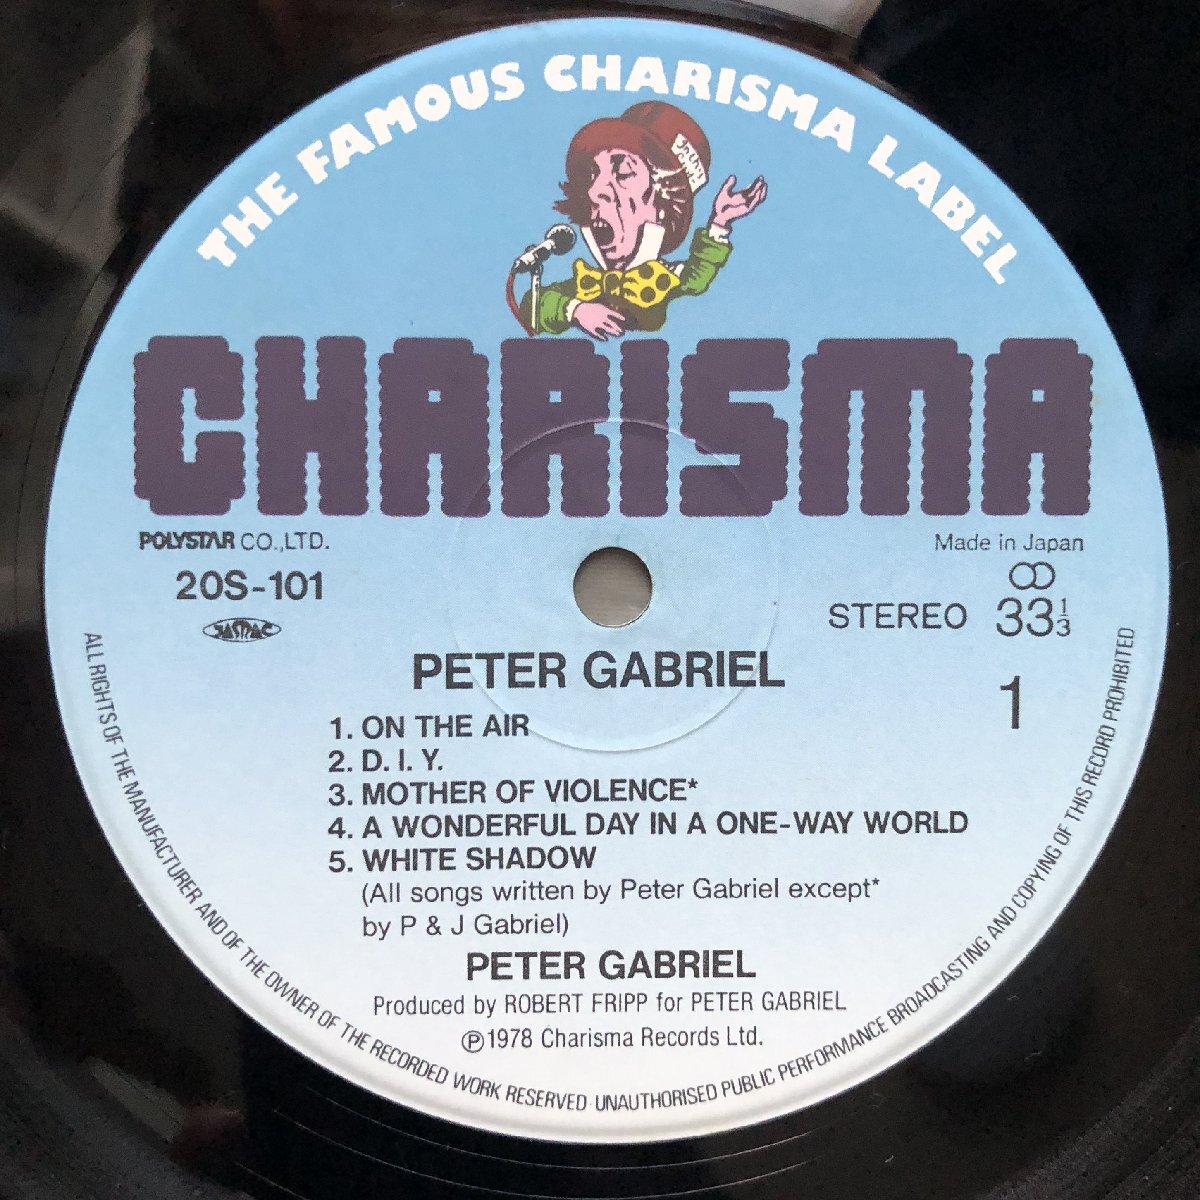 THE FAMOUS CHARISMA LABEL
CHARISMA
POLYSTAR CO.,LTD.
Made in Japan
20S-101
JASRAC
STEREO 33 1/3
1
PETER GABRIEL
1. ON THE AIR
2. D. I. Y.
3. MOTHER OF VIOLENCE*
4. A WONDERFUL DAY IN A ONE-WAY WORLD
5. WHITE SHADOW
(All songs written by Peter Gabriel except*
by P & J Gabriel)
PETER GABRIEL
Produced by ROBERT FRIPP for PETER GABRIEL
℗1978 Charisma Records Ltd.
ALL RIGHTS OF THE MANUFACTURER AND OF THE OWNER OF THE RECORDED WORK RESERVED · UNAUTHORISED PUBLIC PERFORMANCE BROADCASTING AND COPYING OF THIS RECORD PROHIBITED